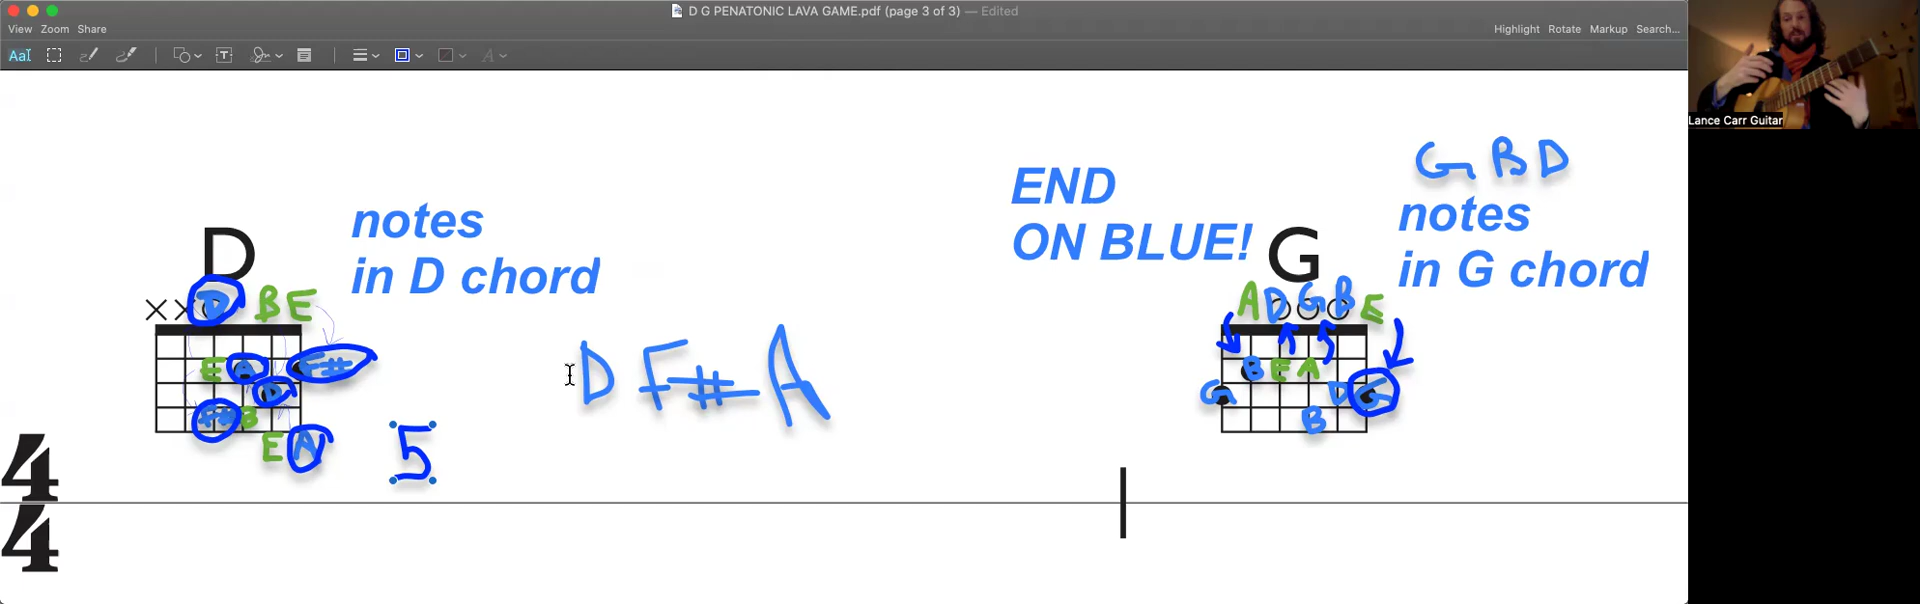 D G PENATONIC LAVA GAME.pdf (page 3 of 3) — Edited
View Zoom Share
Highlight Rotate Markup Search...
AaI
T
A
Lance Carr Guitar
G B D
END
ON BLUE!
notes
in G chord
notes
in D chord
D
G
D B E
A D G B E
E A F#
B E A
D
G D G
F# B
B
E A
D F# A
5
4
4